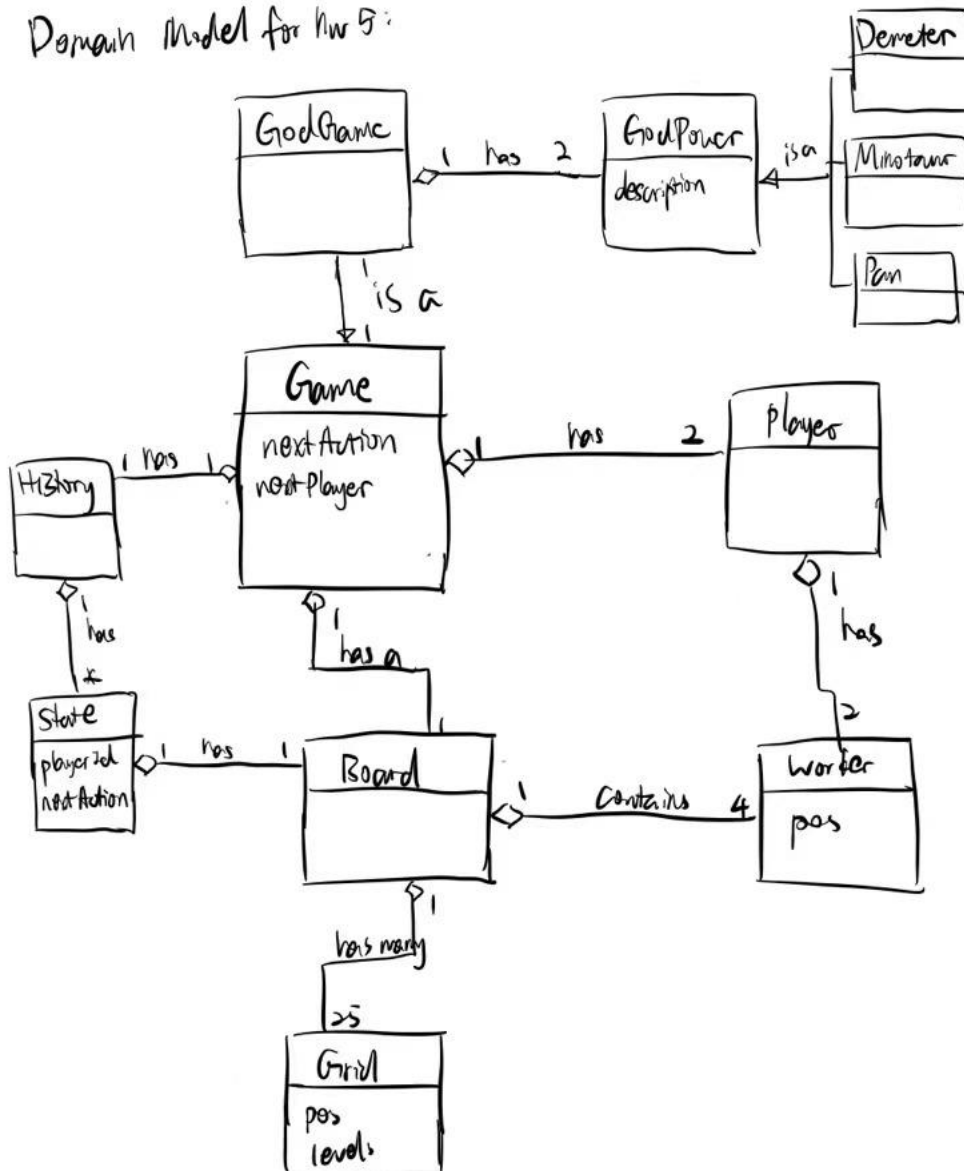 Domain Model for hw 5:
Demeter
GodGame
GodPower
1 has 2
is a
Minotaur
description
Pan
1
is a
1
Game
nextAction
nextPlayer
1 has 2
Player
1 has 1
History
1
has
*
1
has a
1
1
has
2
State
playerId
nextAction
1 has 1
Board
1 contains 4
Worker
pos
1
has many
25
Grid
pos
levels